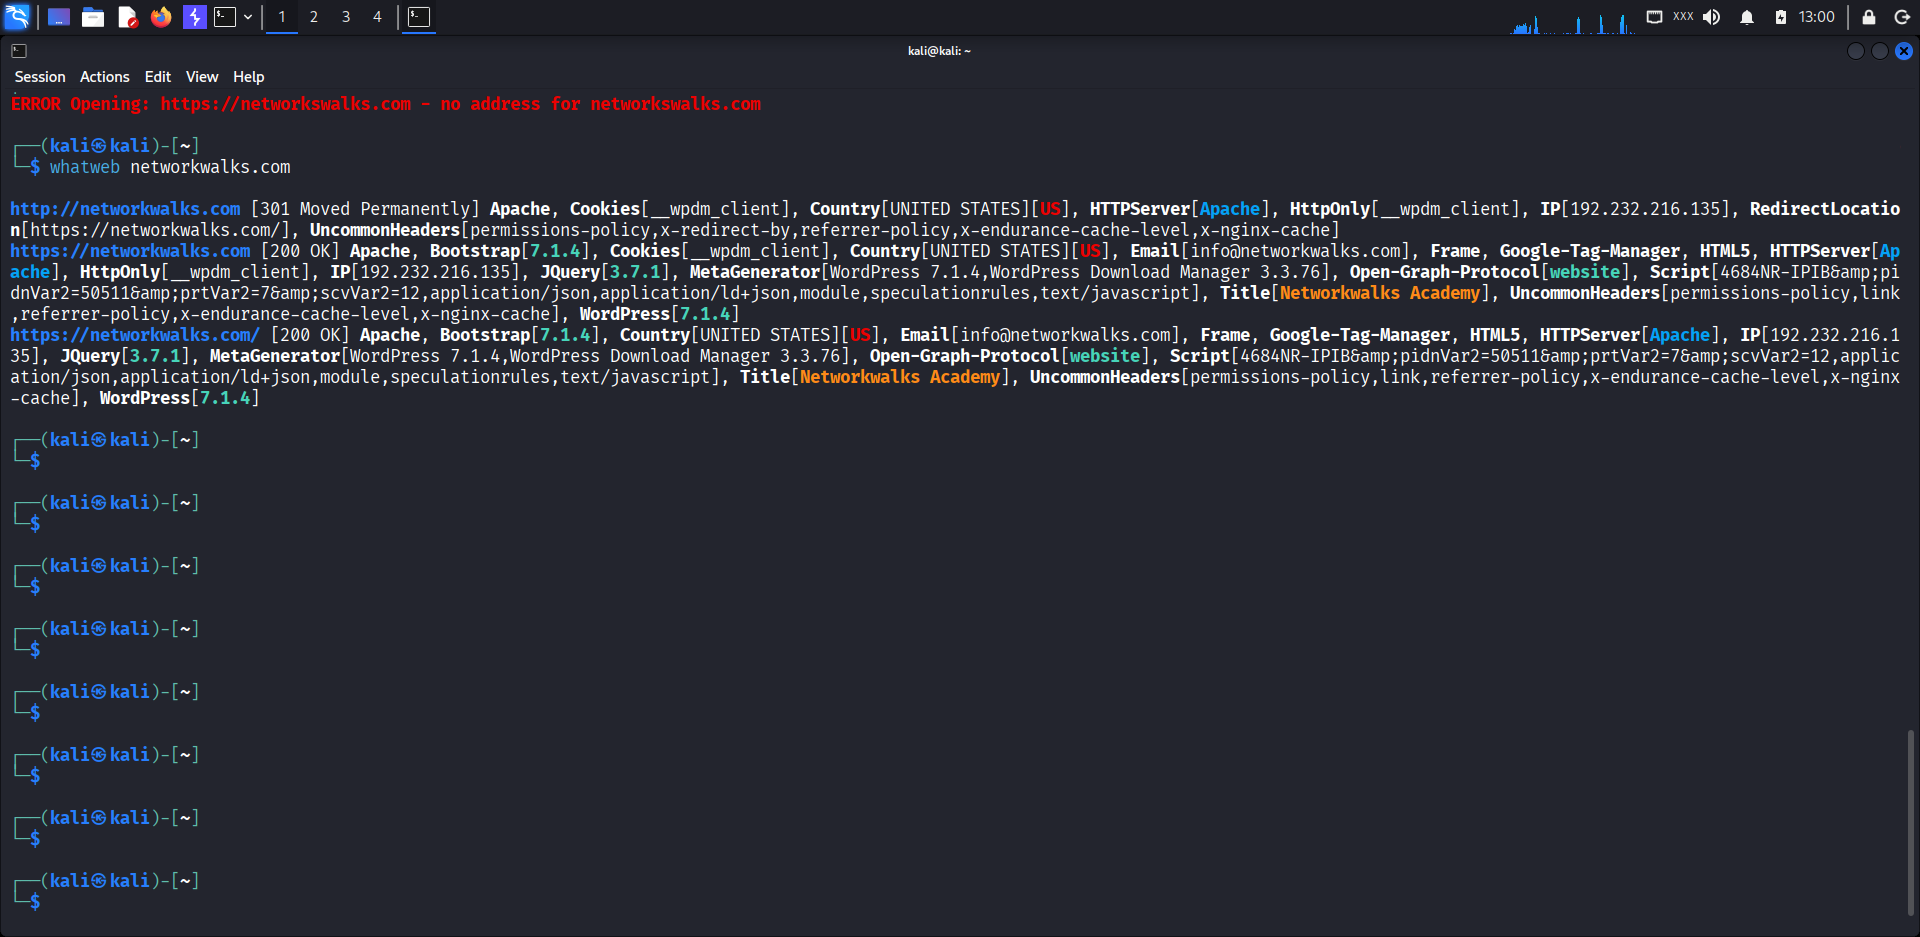 1 2 3 4 XXX 13:00
kali@kali: ~
Session Actions Edit View Help
ERROR Opening: https://networkswalks.com - no address for networkswalks.com
┌──(kali㉿kali)-[~]
└─$ whatweb networkwalks.com
http://networkwalks.com [301 Moved Permanently] Apache, Cookies[__wpdm_client], Country[UNITED STATES][US], HTTPServer[Apache], HttpOnly[__wpdm_client], IP[192.232.216.135], RedirectLocatio
n[https://networkwalks.com/], UncommonHeaders[permissions-policy,x-redirect-by,referrer-policy,x-endurance-cache-level,x-nginx-cache]
https://networkwalks.com [200 OK] Apache, Bootstrap[7.1.4], Cookies[__wpdm_client], Country[UNITED STATES][US], Email[info@networkwalks.com], Frame, Google-Tag-Manager, HTML5, HTTPServer[Ap
ache], HttpOnly[__wpdm_client], IP[192.232.216.135], JQuery[3.7.1], MetaGenerator[WordPress 7.1.4,WordPress Download Manager 3.3.76], Open-Graph-Protocol[website], Script[4684NR-IPIB&amp;pi
dnVar2=50511&amp;prtVar2=7&amp;scvVar2=12,application/json,application/ld+json,module,speculationrules,text/javascript], Title[Networkwalks Academy], UncommonHeaders[permissions-policy,link
,referrer-policy,x-endurance-cache-level,x-nginx-cache], WordPress[7.1.4]
https://networkwalks.com/ [200 OK] Apache, Bootstrap[7.1.4], Country[UNITED STATES][US], Email[info@networkwalks.com], Frame, Google-Tag-Manager, HTML5, HTTPServer[Apache], IP[192.232.216.1
35], JQuery[3.7.1], MetaGenerator[WordPress 7.1.4,WordPress Download Manager 3.3.76], Open-Graph-Protocol[website], Script[4684NR-IPIB&amp;pidnVar2=50511&amp;prtVar2=7&amp;scvVar2=12,applic
ation/json,application/ld+json,module,speculationrules,text/javascript], Title[Networkwalks Academy], UncommonHeaders[permissions-policy,link,referrer-policy,x-endurance-cache-level,x-nginx
-cache], WordPress[7.1.4]
┌──(kali㉿kali)-[~]
└─$
┌──(kali㉿kali)-[~]
└─$
┌──(kali㉿kali)-[~]
└─$
┌──(kali㉿kali)-[~]
└─$
┌──(kali㉿kali)-[~]
└─$
┌──(kali㉿kali)-[~]
└─$
┌──(kali㉿kali)-[~]
└─$
┌──(kali㉿kali)-[~]
└─$